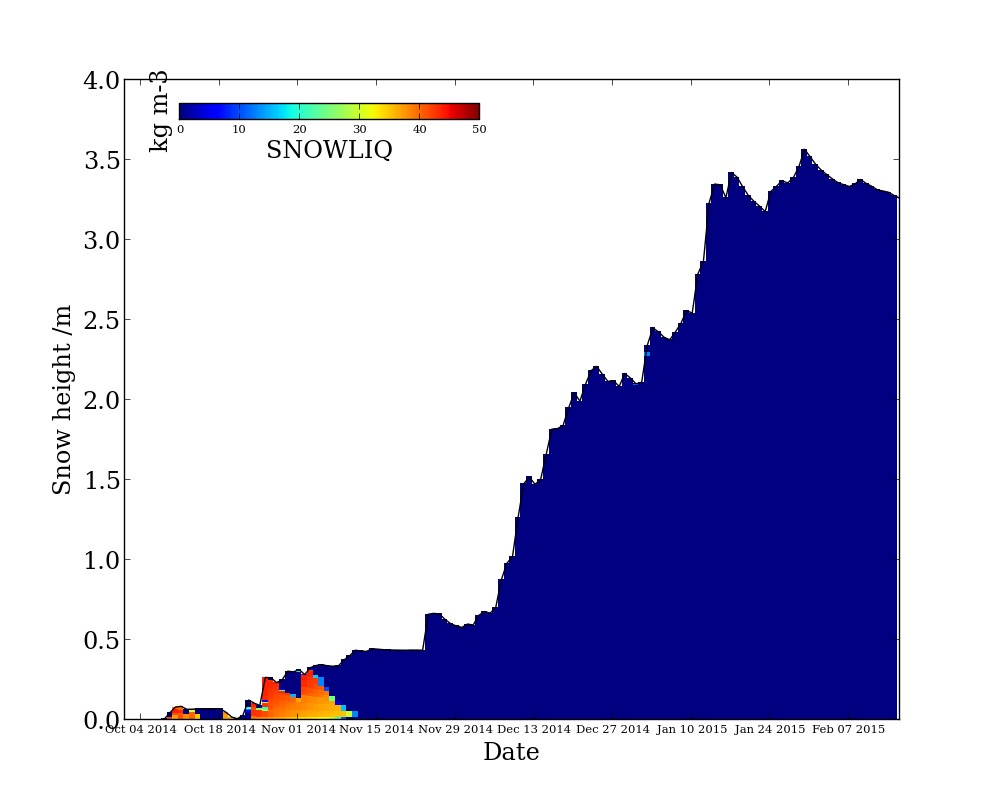 4.0
kg m-3
0 10 20 30 40 50
SNOWLIQ
3.5
3.0
2.5
2.0
1.5
1.0
0.5
0.0
Snow height /m
Oct 04 2014 Oct 18 2014 Nov 01 2014 Nov 15 2014 Nov 29 2014 Dec 13 2014 Dec 27 2014 Jan 10 2015 Jan 24 2015 Feb 07 2015
Date